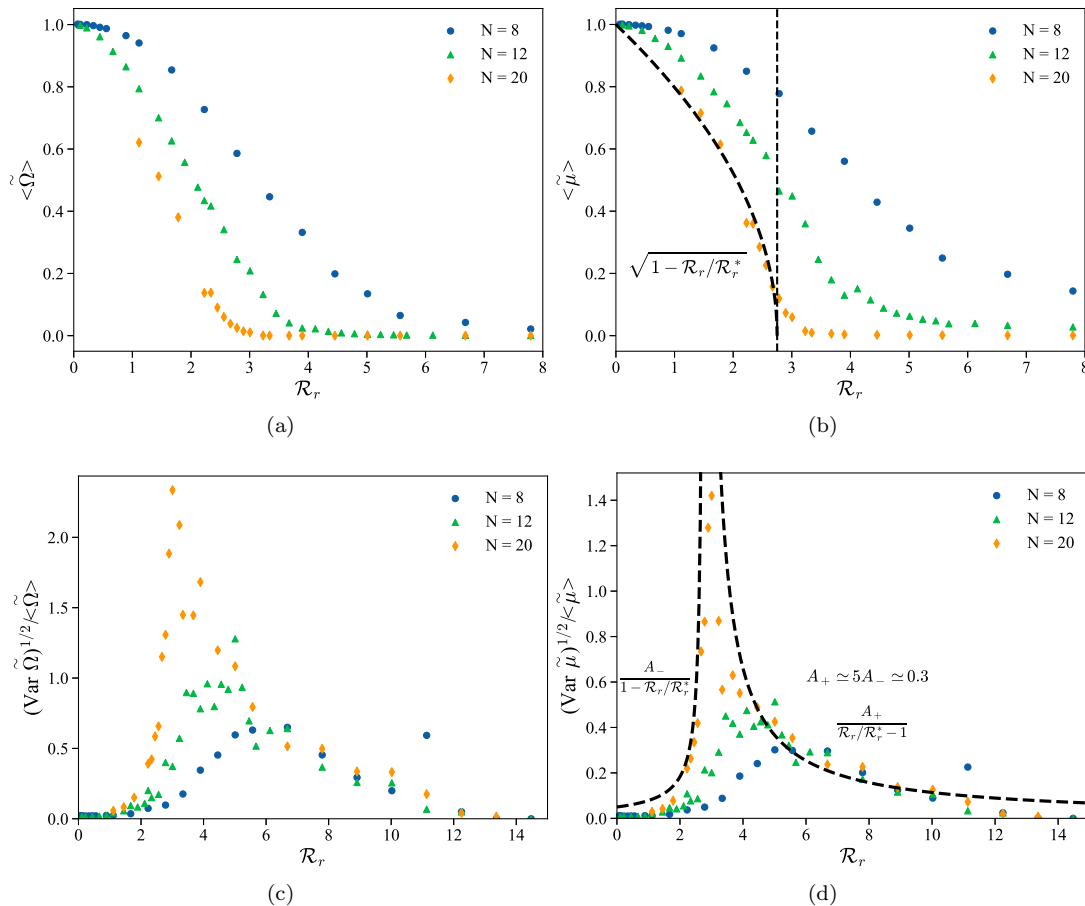 1.0
0.8
0.6
0.4
0.2
0.0
<Ω̃>
0 1 2 3 4 5 6 7 8
ℛ_r
N = 8
N = 12
N = 20
(a)
1.0
0.8
0.6
0.4
0.2
0.0
<μ̃>
0 1 2 3 4 5 6 7 8
ℛ_r
N = 8
N = 12
N = 20
√(1 − ℛ_r/ℛ_r^*)
(b)
2.0
1.5
1.0
0.5
0.0
(Var Ω̃)^{1/2}/<Ω̃>
0 2 4 6 8 10 12 14
ℛ_r
N = 8
N = 12
N = 20
(c)
1.4
1.2
1.0
0.8
0.6
0.4
0.2
0.0
(Var μ̃)^{1/2}/<μ̃>
0 2 4 6 8 10 12 14
ℛ_r
N = 8
N = 12
N = 20
A_−
1−ℛ_r/ℛ_r^*
A_+ ≃ 5A_− ≃ 0.3
A_+
ℛ_r/ℛ_r^*−1
(d)